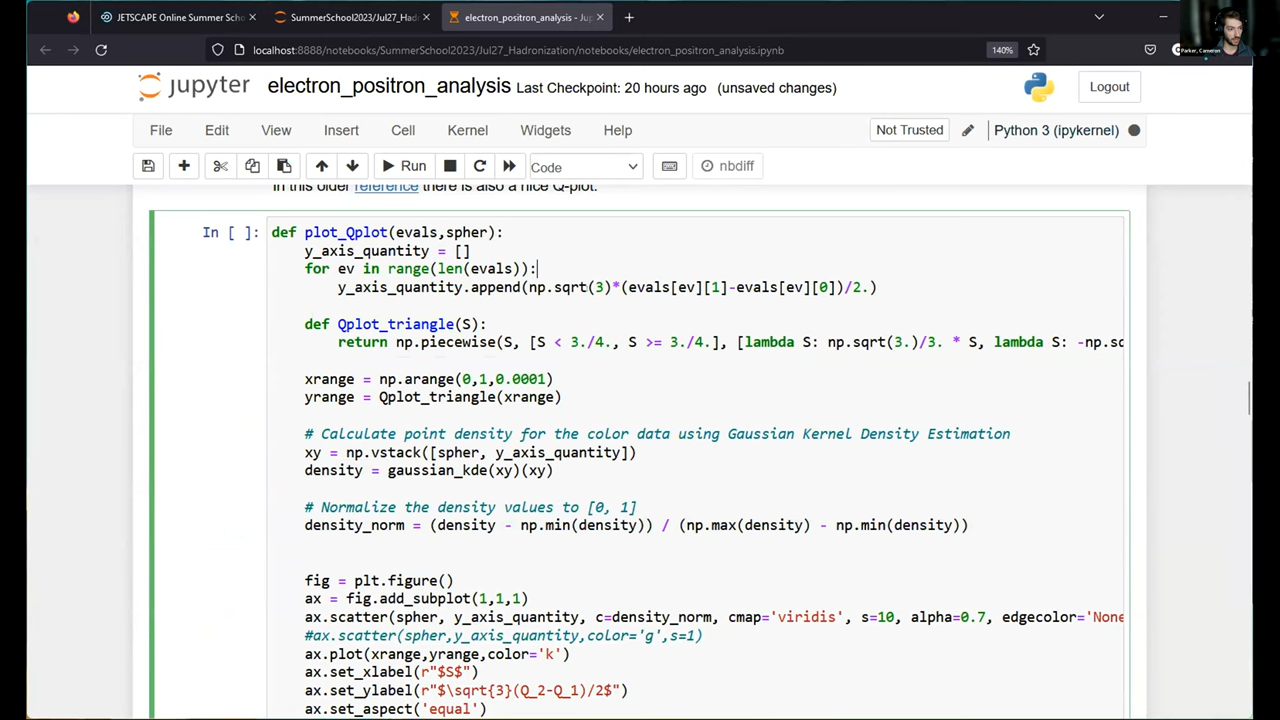 JETSCAPE Online Summer Scho
SummerSchool2023/Jul27_Had
electron_positron_analysis - Jup
localhost:8888/notebooks/SummerSchool2023/Jul27_Hadronization/notebooks/electron_positron_analysis.ipynb
140%
Parker, Cameron
jupyter electron_positron_analysis Last Checkpoint: 20 hours ago (unsaved changes)
Logout
File Edit View Insert Cell Kernel Widgets Help
Not Trusted
Python 3 (ipykernel)
Run
Code
nbdiff
In this older reference there is also a nice Q-plot.
In [ ]:
def plot_Qplot(evals,spher):
y_axis_quantity = []
for ev in range(len(evals)):
y_axis_quantity.append(np.sqrt(3)*(evals[ev][1]-evals[ev][0])/2.)
def Qplot_triangle(S):
return np.piecewise(S, [S < 3./4., S >= 3./4.], [lambda S: np.sqrt(3.)/3. * S, lambda S: -np.sq
xrange = np.arange(0,1,0.0001)
yrange = Qplot_triangle(xrange)
# Calculate point density for the color data using Gaussian Kernel Density Estimation
xy = np.vstack([spher, y_axis_quantity])
density = gaussian_kde(xy)(xy)
# Normalize the density values to [0, 1]
density_norm = (density - np.min(density)) / (np.max(density) - np.min(density))
fig = plt.figure()
ax = fig.add_subplot(1,1,1)
ax.scatter(spher, y_axis_quantity, c=density_norm, cmap='viridis', s=10, alpha=0.7, edgecolor='None
#ax.scatter(spher,y_axis_quantity,color='g',s=1)
ax.plot(xrange,yrange,color='k')
ax.set_xlabel(r"$S$")
ax.set_ylabel(r"$\sqrt{3}(Q_2-Q_1)/2$")
ax.set_aspect('equal')